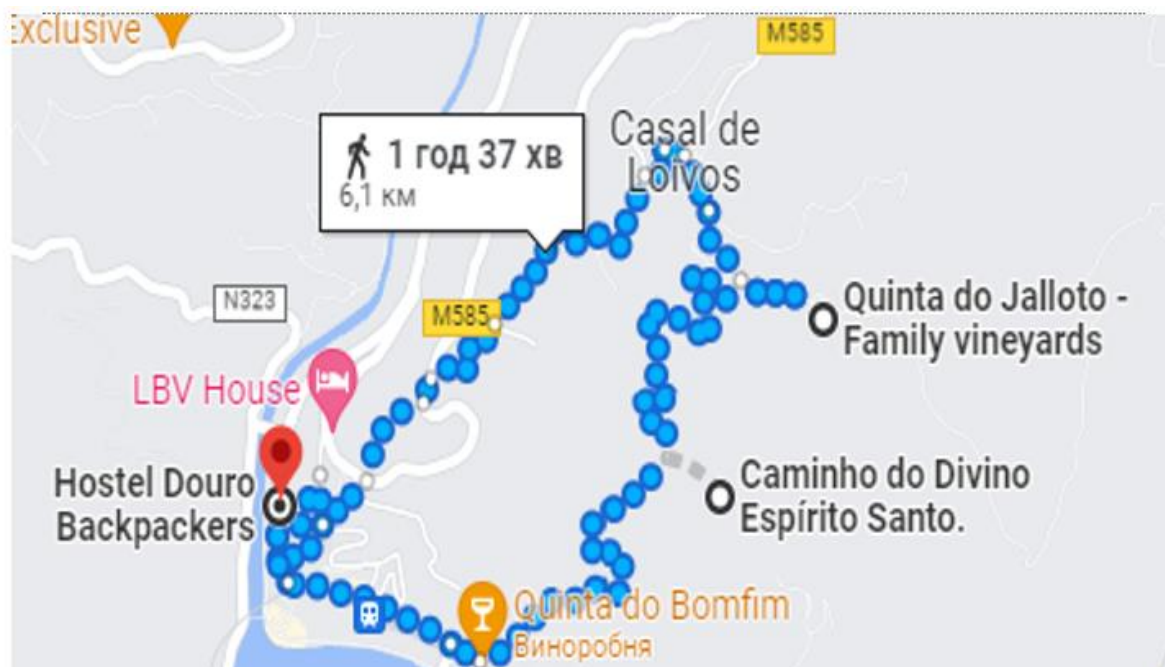 Exclusive
M585
Casal de
Loivos
1 год 37 хв
6,1 км
N323
M585
Quinta do Jalloto -
Family vineyards
LBV House
Hostel Douro
Backpackers
Caminho do Divino
Espírito Santo.
Quinta do Bomfim
Виноробня